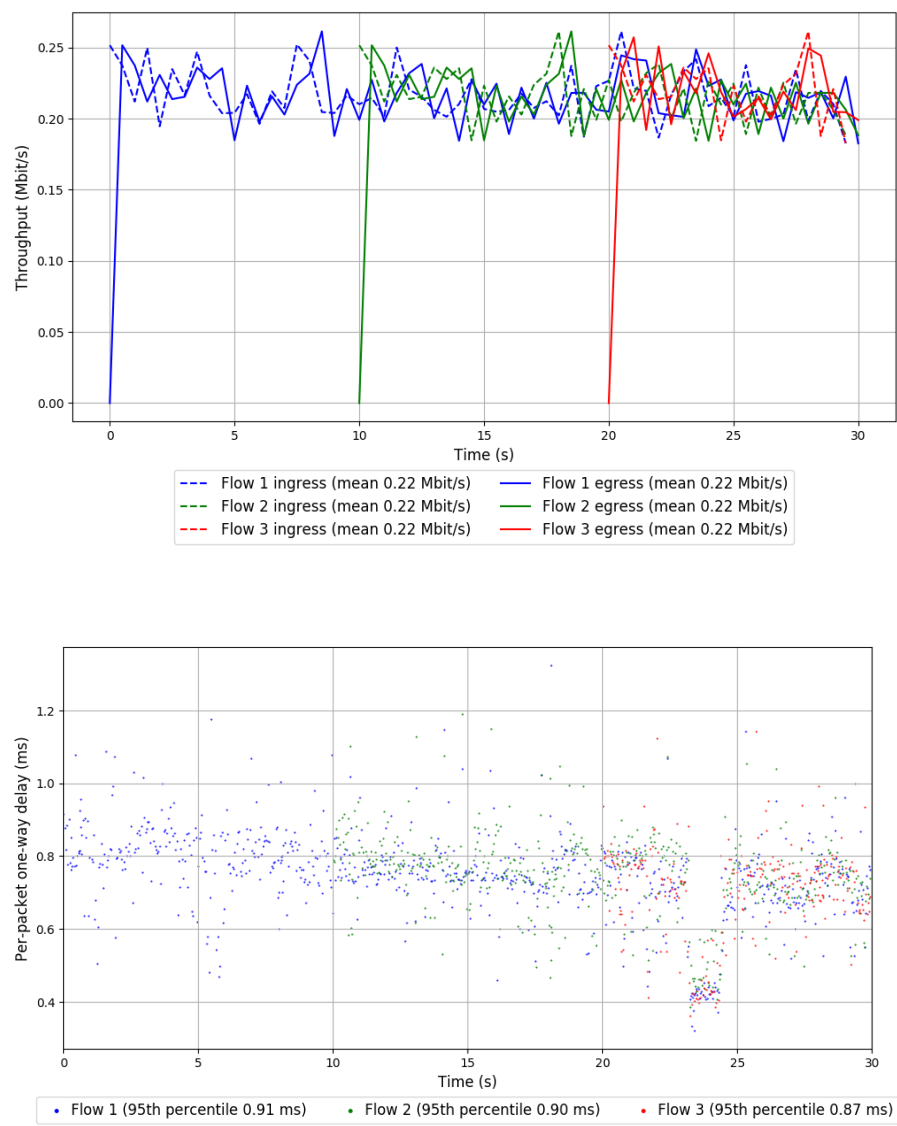 0.25
0.20
0.15
0.10
0.05
0.00
Throughput (Mbit/s)
0 5 10 15 20 25 30
Time (s)
Flow 1 ingress (mean 0.22 Mbit/s) Flow 1 egress (mean 0.22 Mbit/s)
Flow 2 ingress (mean 0.22 Mbit/s) Flow 2 egress (mean 0.22 Mbit/s)
Flow 3 ingress (mean 0.22 Mbit/s) Flow 3 egress (mean 0.22 Mbit/s)
1.2
1.0
0.8
0.6
0.4
Per-packet one-way delay (ms)
0 5 10 15 20 25 30
Time (s)
Flow 1 (95th percentile 0.91 ms) Flow 2 (95th percentile 0.90 ms) Flow 3 (95th percentile 0.87 ms)